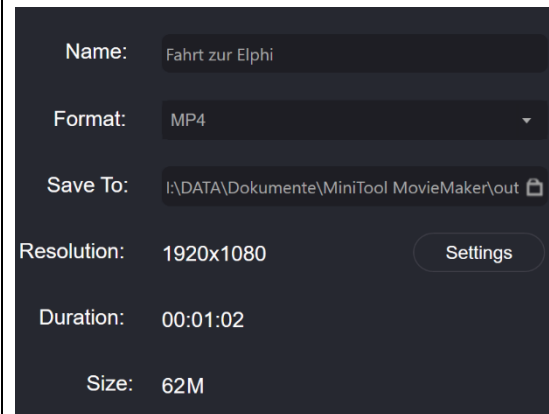 Name: Fahrt zur Elphi
Format: MP4
Save To: I:\DATA\Dokumente\MiniTool MovieMaker\out
Resolution: 1920x1080 Settings
Duration: 00:01:02
Size: 62M